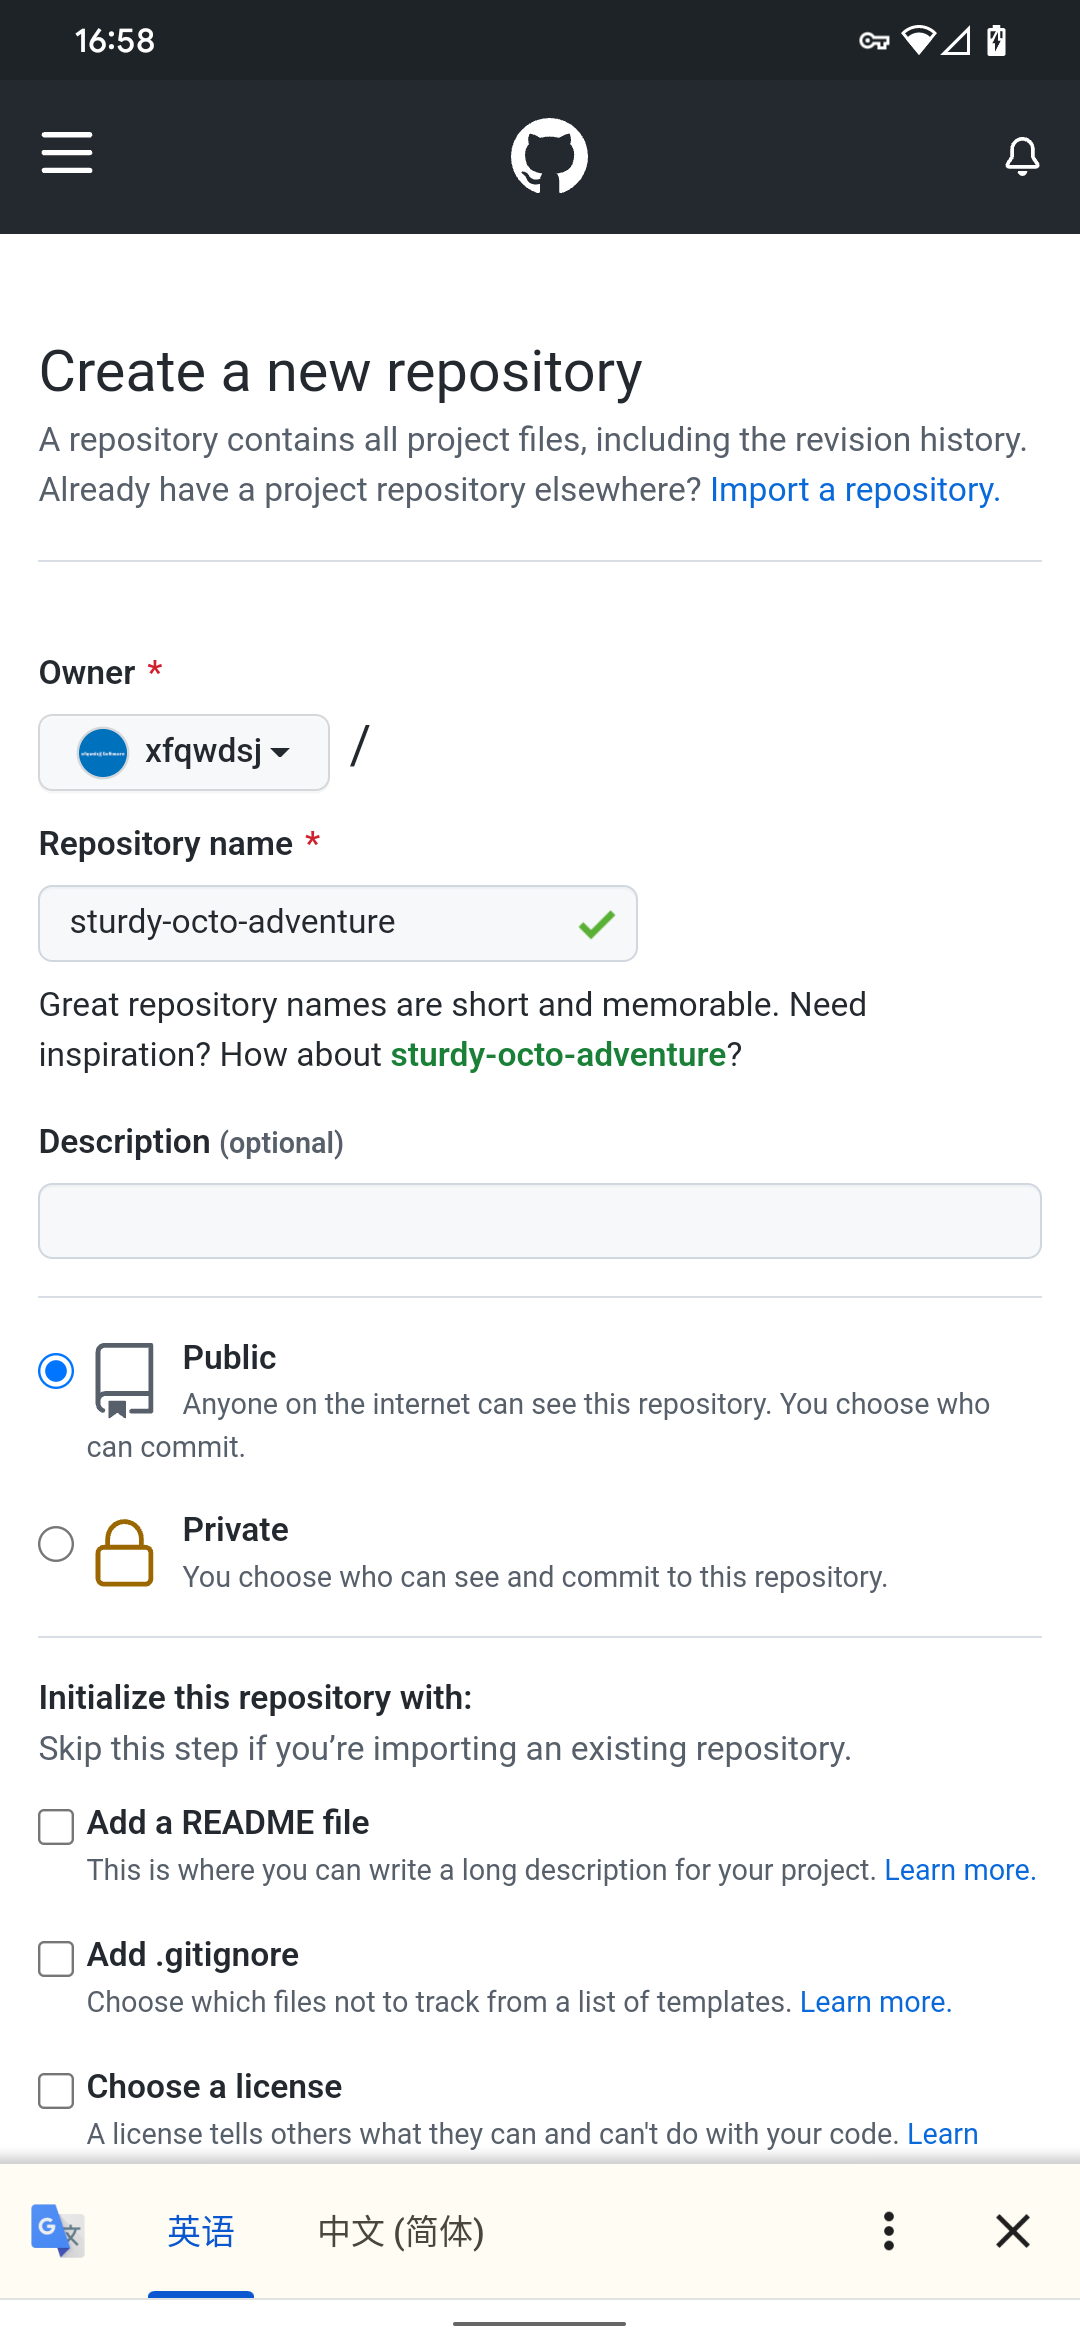 16:58
Create a new repository
A repository contains all project files, including the revision history.
Already have a project repository elsewhere? Import a repository.
Owner *
xfqwdsj /
Repository name *
sturdy-octo-adventure
Great repository names are short and memorable. Need
inspiration? How about sturdy-octo-adventure?
Description (optional)
Public
Anyone on the internet can see this repository. You choose who
can commit.
Private
You choose who can see and commit to this repository.
Initialize this repository with:
Skip this step if you’re importing an existing repository.
Add a README file
This is where you can write a long description for your project. Learn more.
Add .gitignore
Choose which files not to track from a list of templates. Learn more.
Choose a license
A license tells others what they can and can't do with your code. Learn
G 文 英语 中文 (简体)